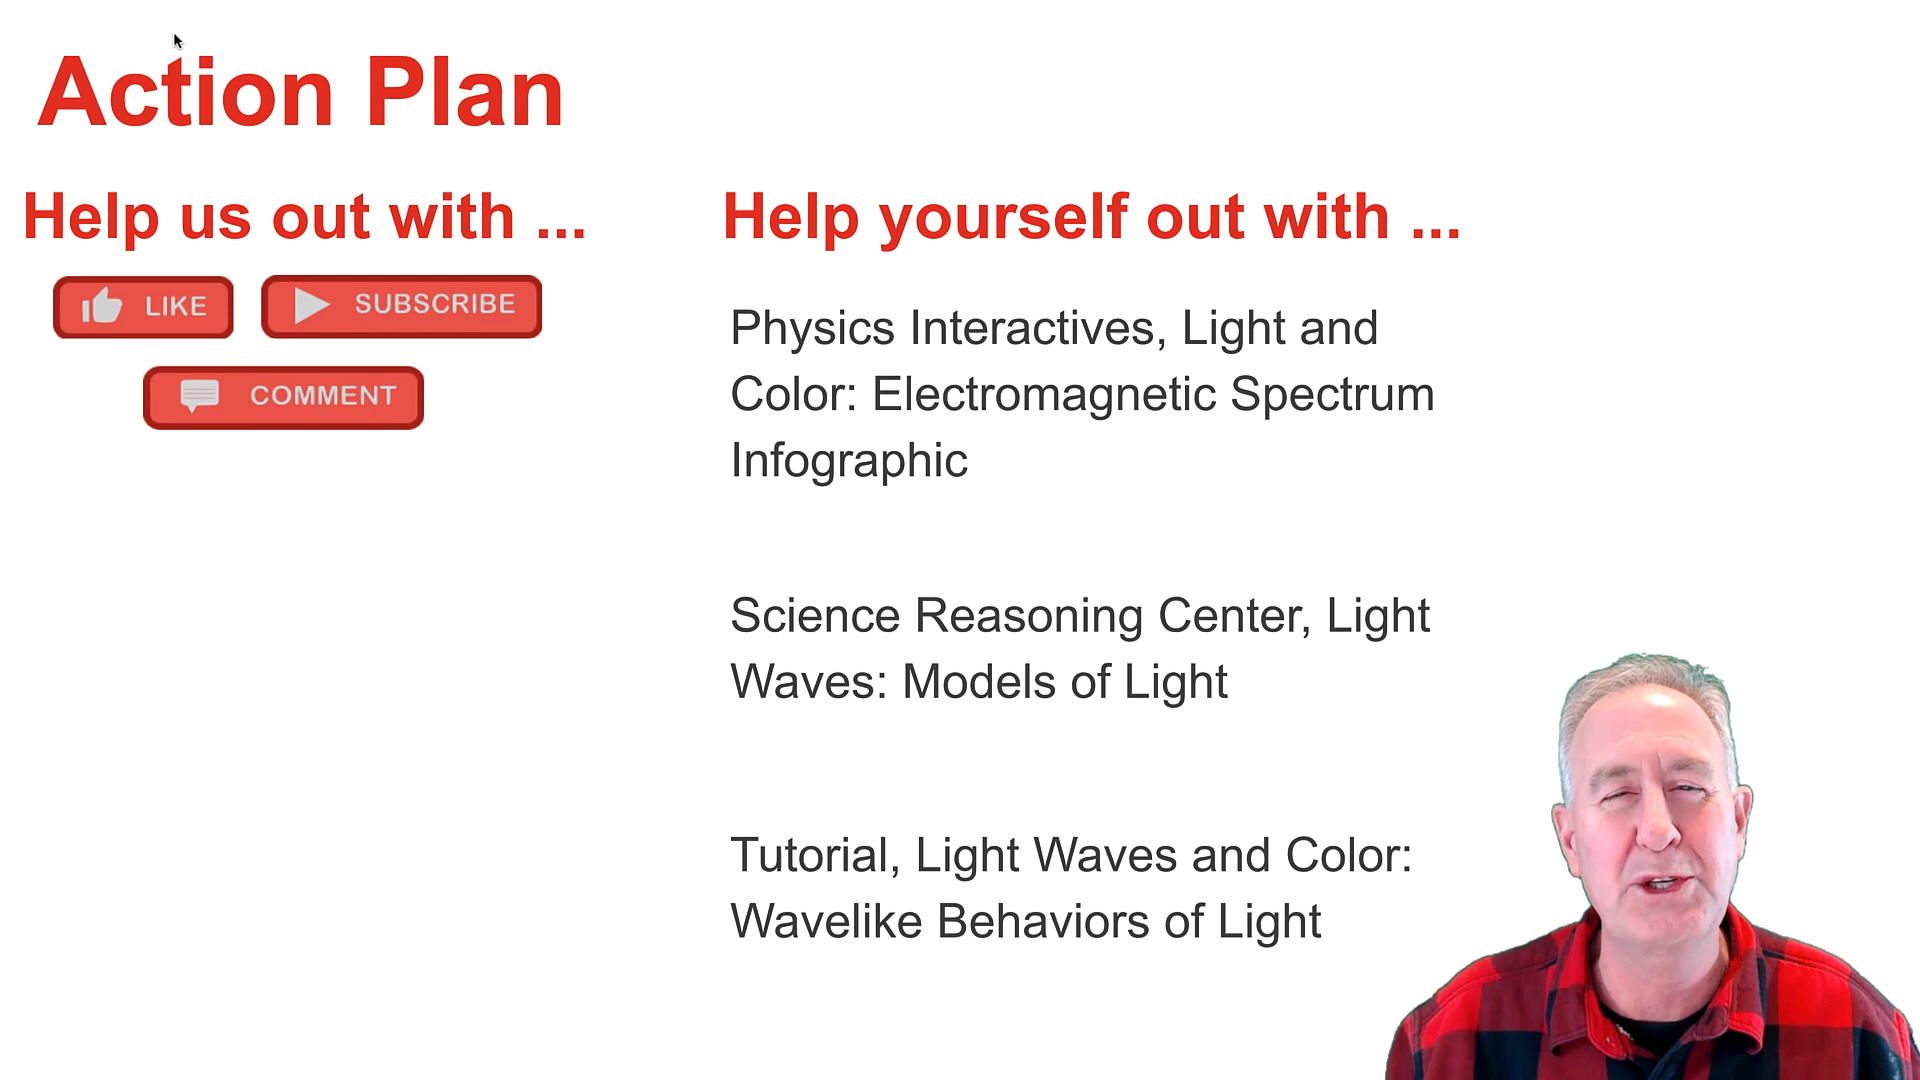 Action Plan
Help us out with ...
LIKE
SUBSCRIBE
COMMENT
Help yourself out with ...
Physics Interactives, Light and
Color: Electromagnetic Spectrum
Infographic
Science Reasoning Center, Light
Waves: Models of Light
Tutorial, Light Waves and Color:
Wavelike Behaviors of Light